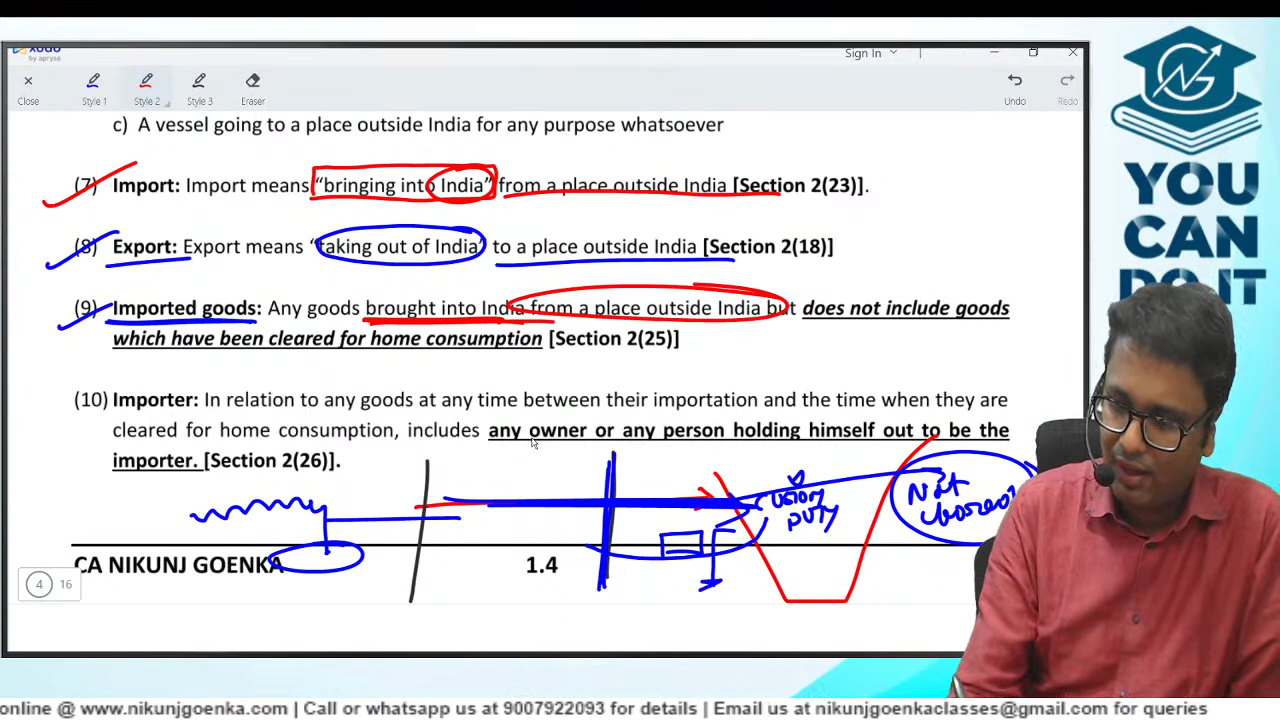 xodo
by apryse
Sign In
Close
Style 1
Style 2
Style 3
Eraser
Undo
Redo
c) A vessel going to a place outside India for any purpose whatsoever
(7) Import: Import means "bringing into India" from a place outside India [Section 2(23)].
(8) Export: Export means "taking out of India" to a place outside India [Section 2(18)]
(9) Imported goods: Any goods brought into India from a place outside India but does not include goods
which have been cleared for home consumption [Section 2(25)]
(10) Importer: In relation to any goods at any time between their importation and the time when they are
cleared for home consumption, includes any owner or any person holding himself out to be the
importer. [Section 2(26)].
Not
DUTY
CA NIKUNJ GOENKA
1.4
4
16
NG
YOU
CAN
DO IT
online @ www.nikunjgoenka.com | Call or whatsapp us at 9007922093 for details | Email us at nikunjgoenkaclasses@gmail.com for queries